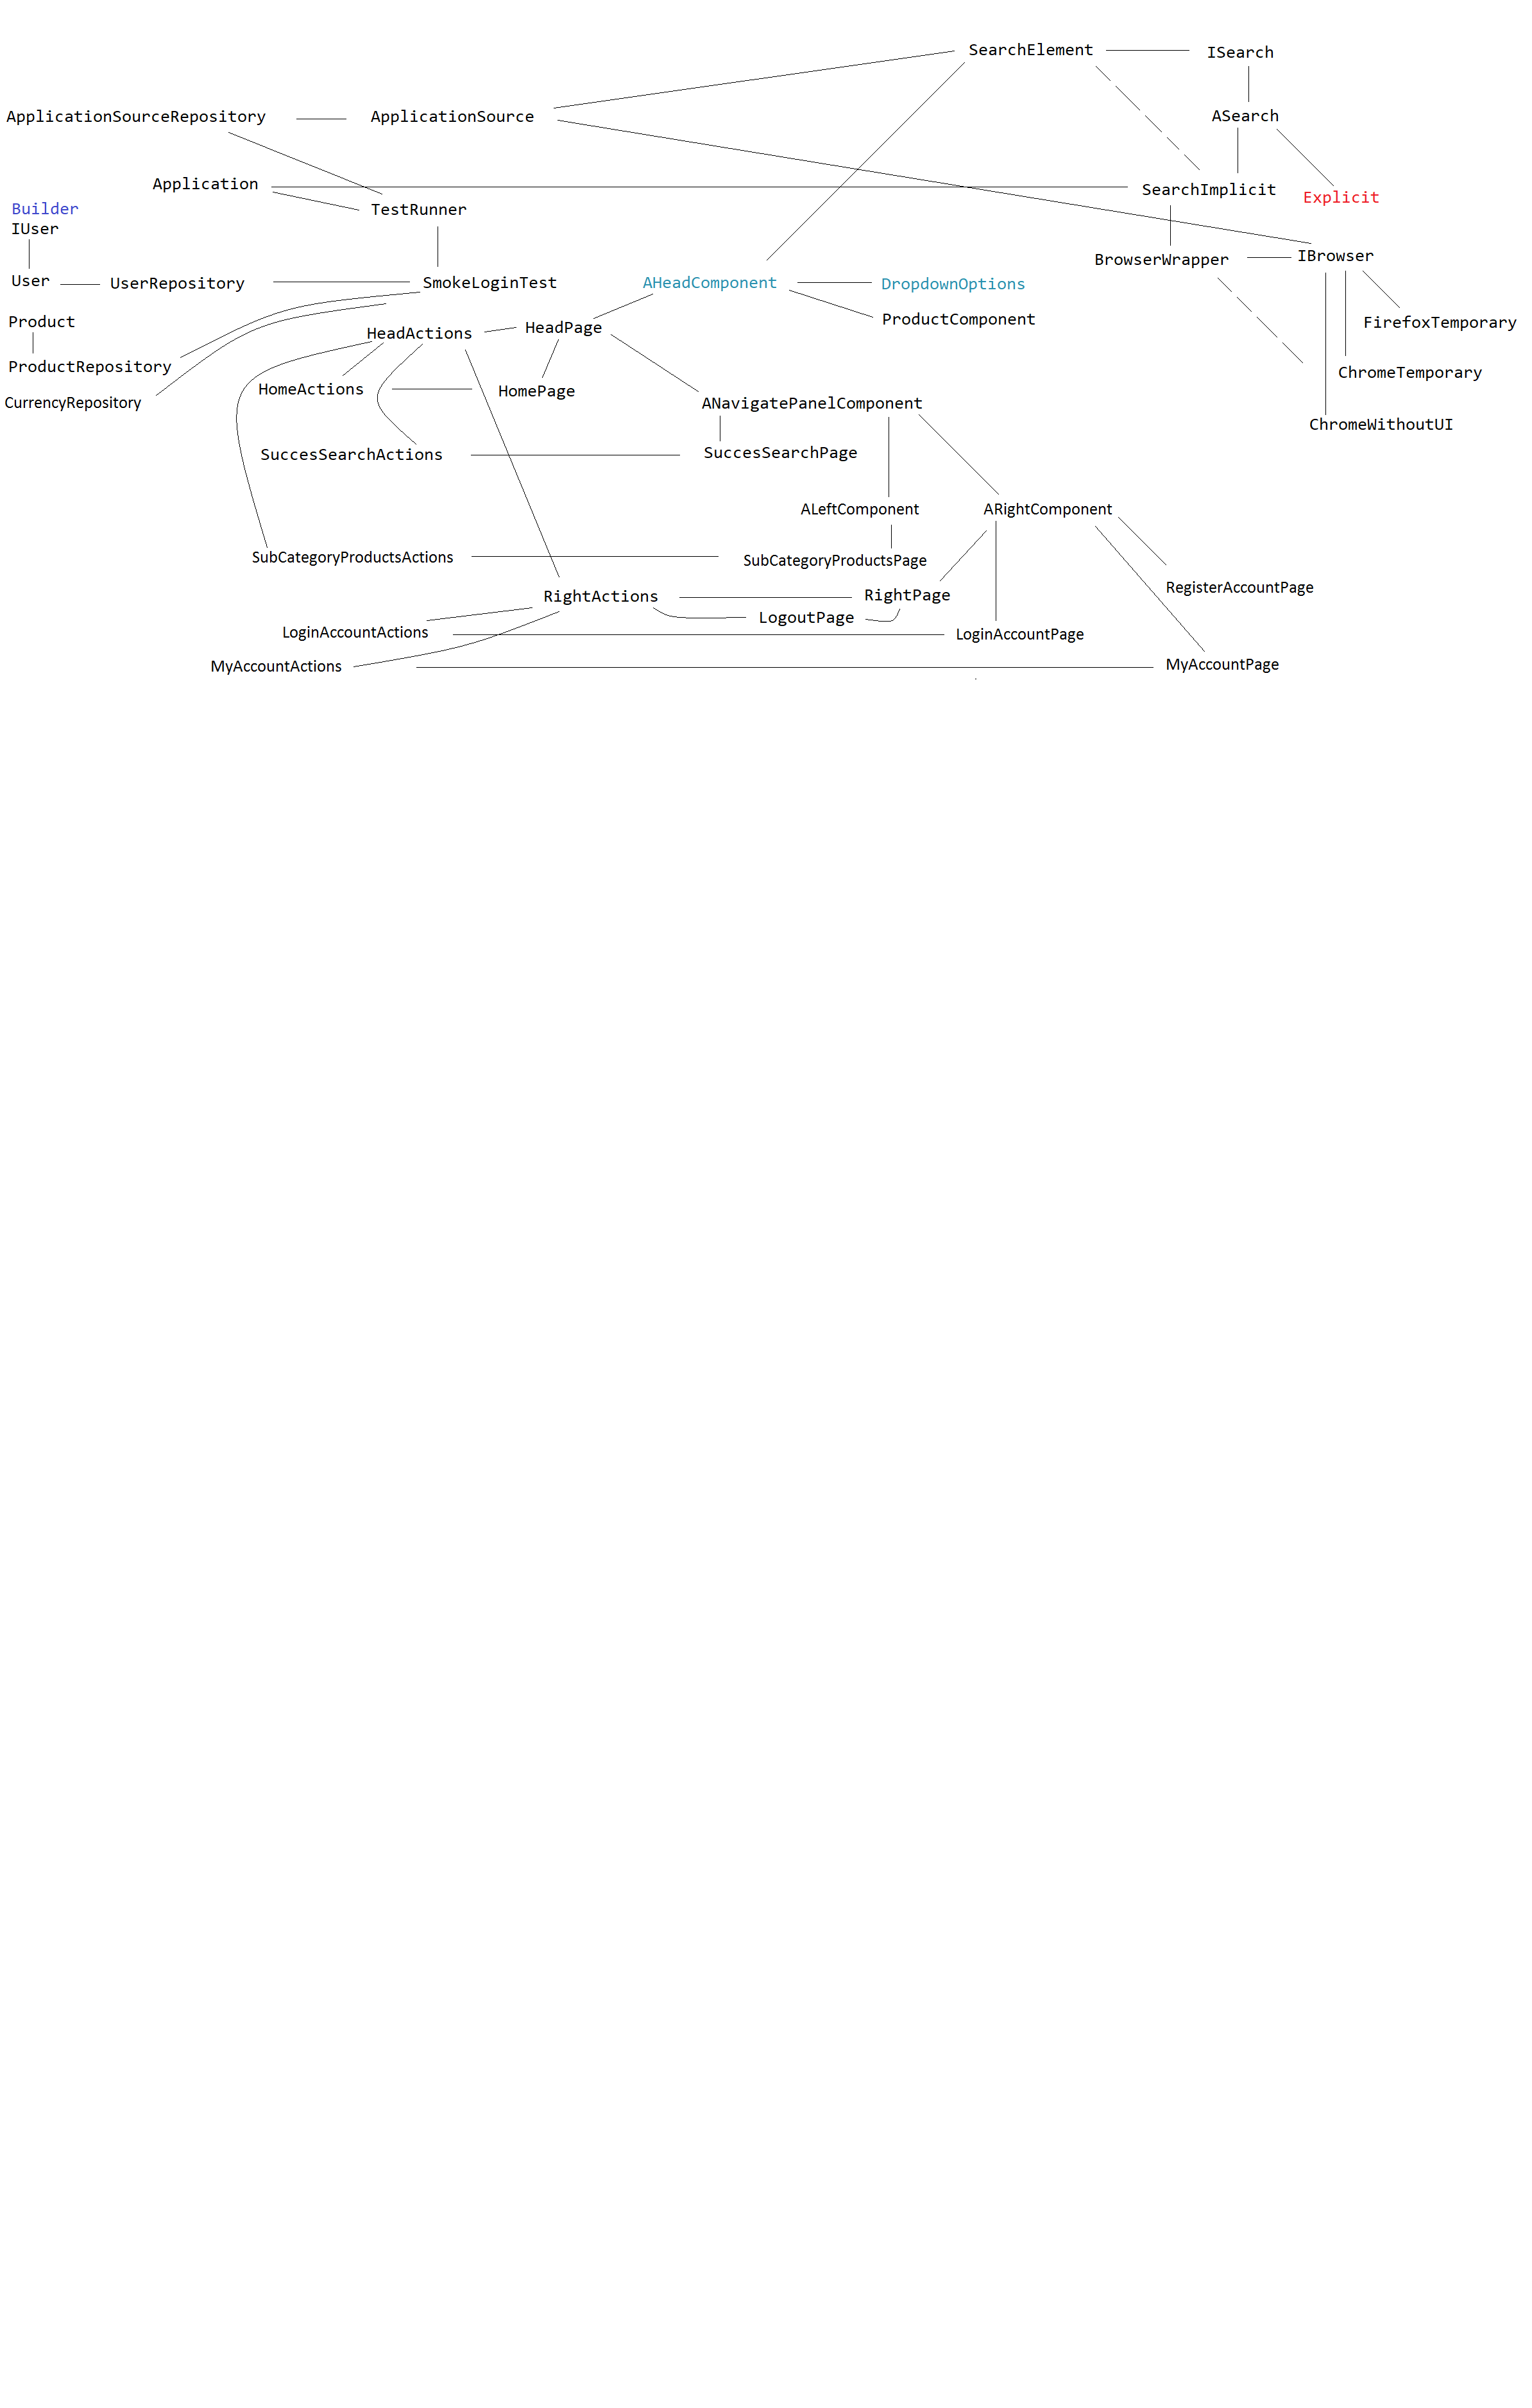 SearchElement
ISearch
ApplicationSourceRepository
ApplicationSource
ASearch
Application
SearchImplicit
Explicit
Builder
TestRunner
IUser
BrowserWrapper
IBrowser
User
UserRepository
SmokeLoginTest
AHeadComponent
DropdownOptions
Product
HeadActions
HeadPage
ProductComponent
FirefoxTemporary
ProductRepository
ChromeTemporary
CurrencyRepository
HomeActions
HomePage
ANavigatePanelComponent
ChromeWithoutUI
SuccesSearchActions
SuccesSearchPage
ALeftComponent
ARightComponent
SubCategoryProductsActions
SubCategoryProductsPage
RegisterAccountPage
RightActions
RightPage
LogoutPage
LoginAccountActions
LoginAccountPage
MyAccountActions
MyAccountPage